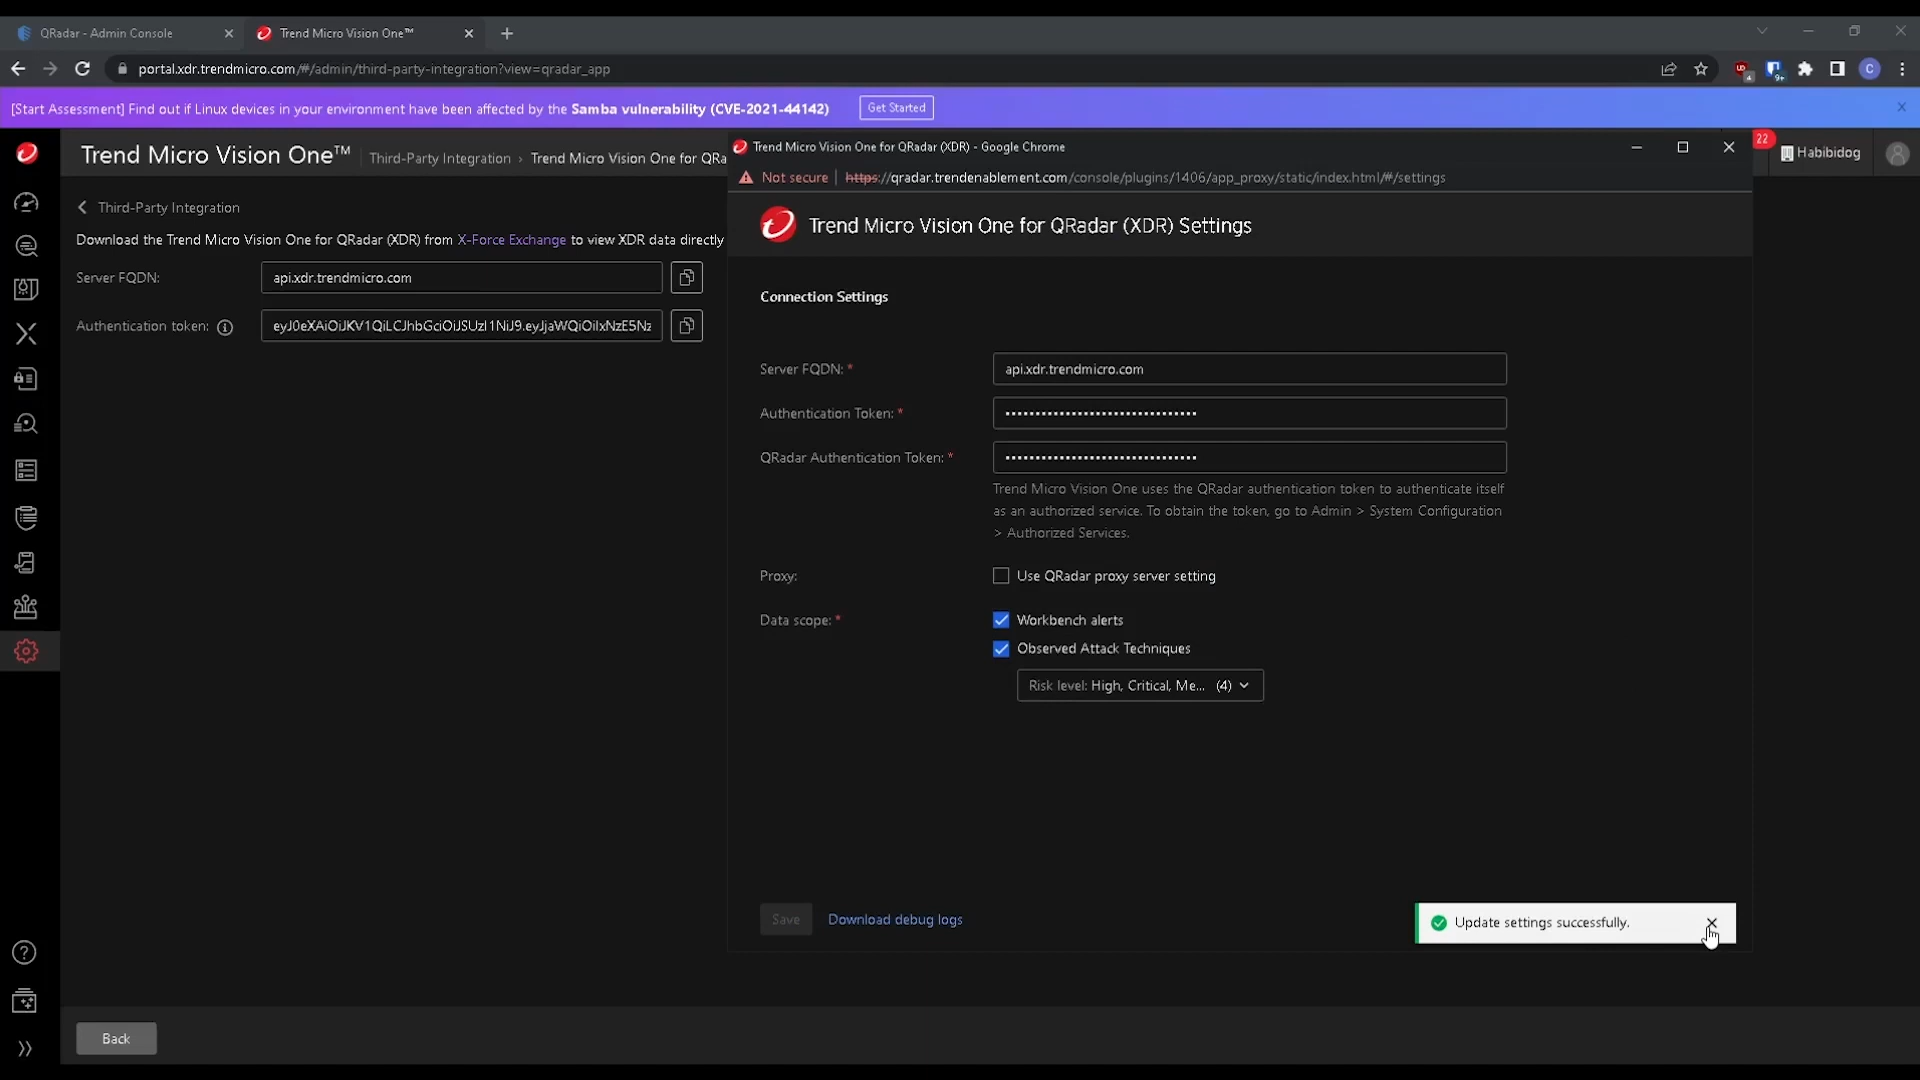 QRadar - Admin Console
Trend Micro Vision One™
portal.xdr.trendmicro.com/#/admin/third-party-integration?view=qradar_app
4
9+
C
[Start Assessment] Find out if Linux devices in your environment have been affected by the Samba vulnerability (CVE-2021-44142)
Get Started
Trend Micro Vision One™
Third-Party Integration › Trend Micro Vision One for QRa
22
Habibidog
Third-Party Integration
Download the Trend Micro Vision One for QRadar (XDR) from X-Force Exchange to view XDR data directly
Server FQDN:
api.xdr.trendmicro.com
Authentication token:
Back
Trend Micro Vision One for QRadar (XDR) - Google Chrome
Not secure | https://qradar.trendenablement.com/console/plugins/1406/app_proxy/static/index.html/#/settings
Trend Micro Vision One for QRadar (XDR) Settings
Connection Settings
Server FQDN: *
api.xdr.trendmicro.com
Authentication Token: *
QRadar Authentication Token: *
Trend Micro Vision One uses the QRadar authentication token to authenticate itself
as an authorized service. To obtain the token, go to Admin > System Configuration
> Authorized Services.
Proxy:
Use QRadar proxy server setting
Data scope: *
Workbench alerts
Observed Attack Techniques
Risk level: High, Critical, Me... (4)
Save
Download debug logs
Update settings successfully.